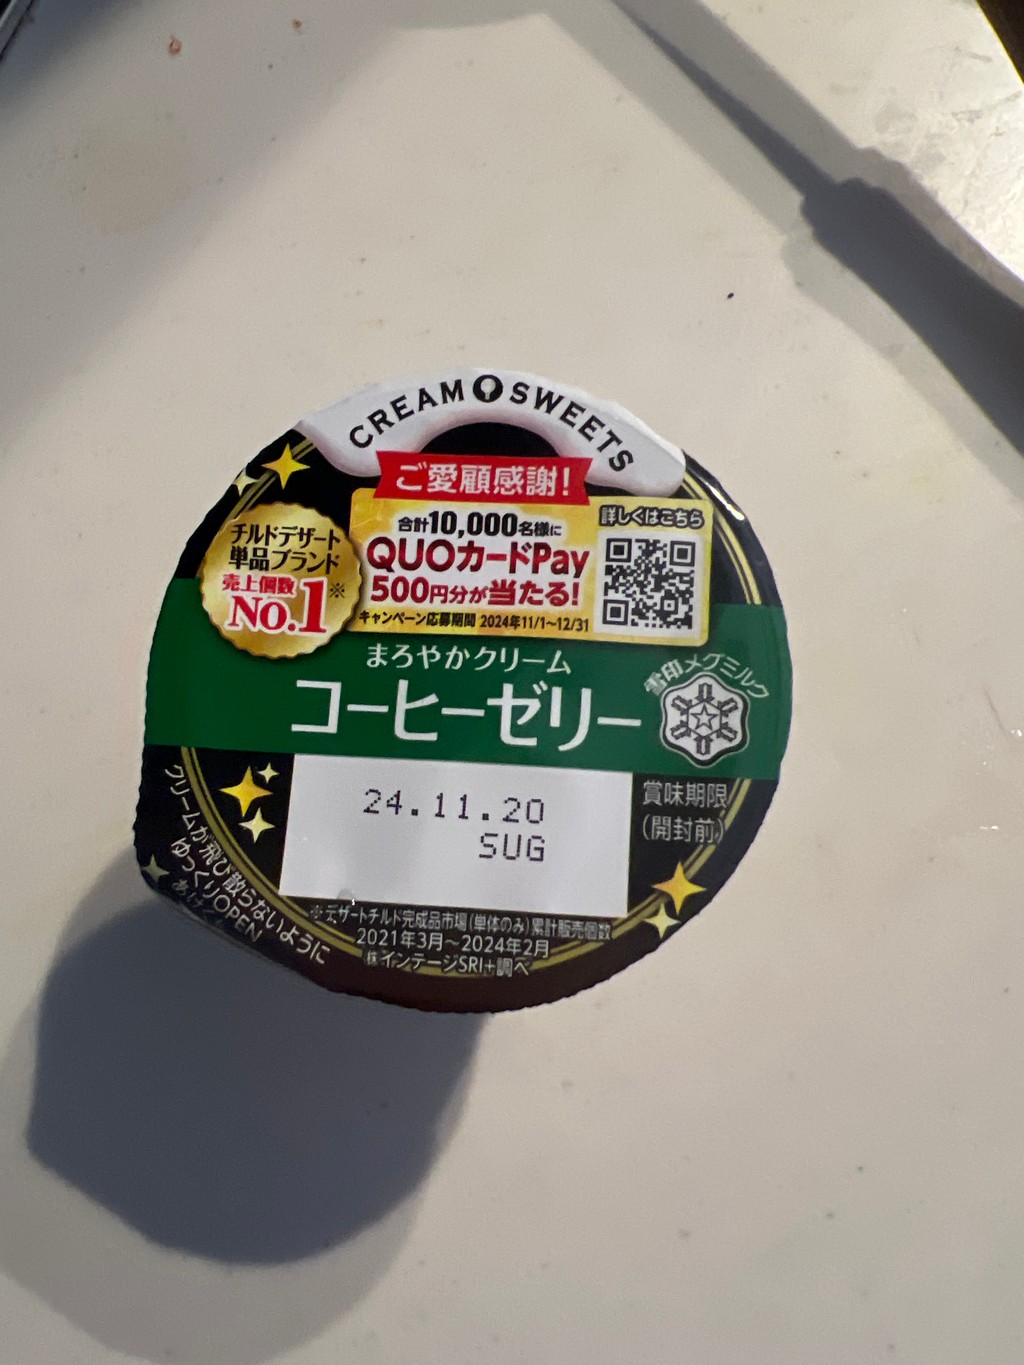 CREAM SWEETS
ご愛顧感謝!
チルドデザート
単品ブランド
売上個数
No.1※
合計10,000名様に
QUOカードPay
500円分が当たる!
キャンペーン応募期間 2024年11/1〜12/31
詳しくはこちら
まろやかクリーム
コーヒーゼリー
雪印メグミルク
24.11.20
SUG
賞味期限
(開封前)
クリームが飛び散らないように
ゆっくりOPEN
※デザートチルド完成品市場(単体のみ)累計販売個数
2021年3月〜2024年2月
㈱インテージSRI+調べ